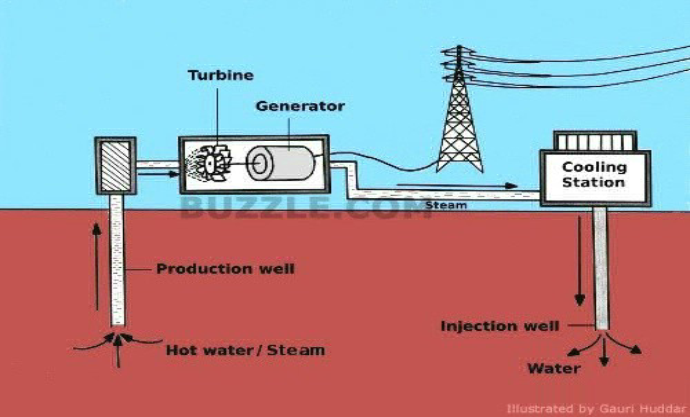 Turbine
Generator
Cooling
Station
BUZZLE.COM
Steam
Production well
Injection well
Hot water / Steam
Water
Illustrated by Gauri Huddar